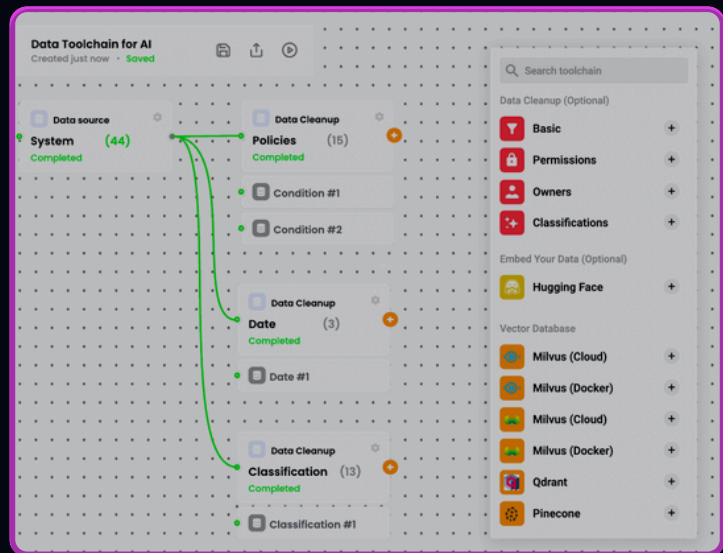 Data Toolchain for AI
Created just now • Saved
Data source
System (44)
Completed
Data Cleanup
Policies (15)
Completed
Condition #1
Condition #2
Data Cleanup
Date (3)
Completed
Date #1
Data Cleanup
Classification (13)
Completed
Classification #1
Search toolchain
Data Cleanup (Optional)
Basic
Permissions
Owners
Classifications
Embed Your Data (Optional)
Hugging Face
Vector Database
Milvus (Cloud)
Milvus (Docker)
Milvus (Cloud)
Milvus (Docker)
Qdrant
Pinecone